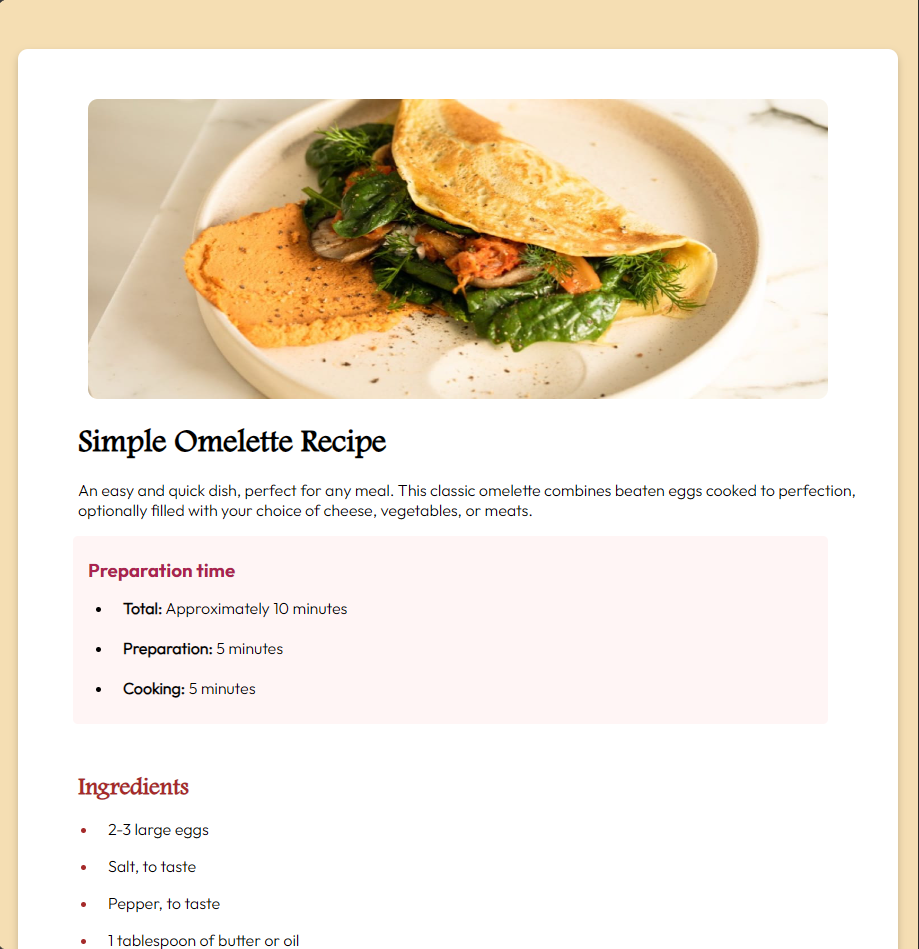 Simple Omelette Recipe
An easy and quick dish, perfect for any meal. This classic omelette combines beaten eggs cooked to perfection,
optionally filled with your choice of cheese, vegetables, or meats.
Preparation time
• Total: Approximately 10 minutes
• Preparation: 5 minutes
• Cooking: 5 minutes
Ingredients
• 2-3 large eggs
• Salt, to taste
• Pepper, to taste
• 1 tablespoon of butter or oil